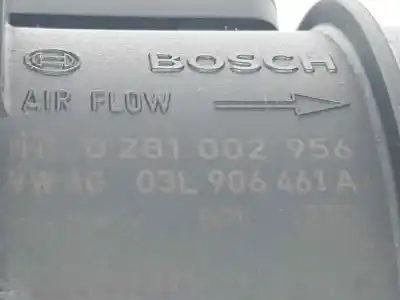 BOSCH
AIR FLOW
0 281 002 956
VW AG 03L 906 461 A